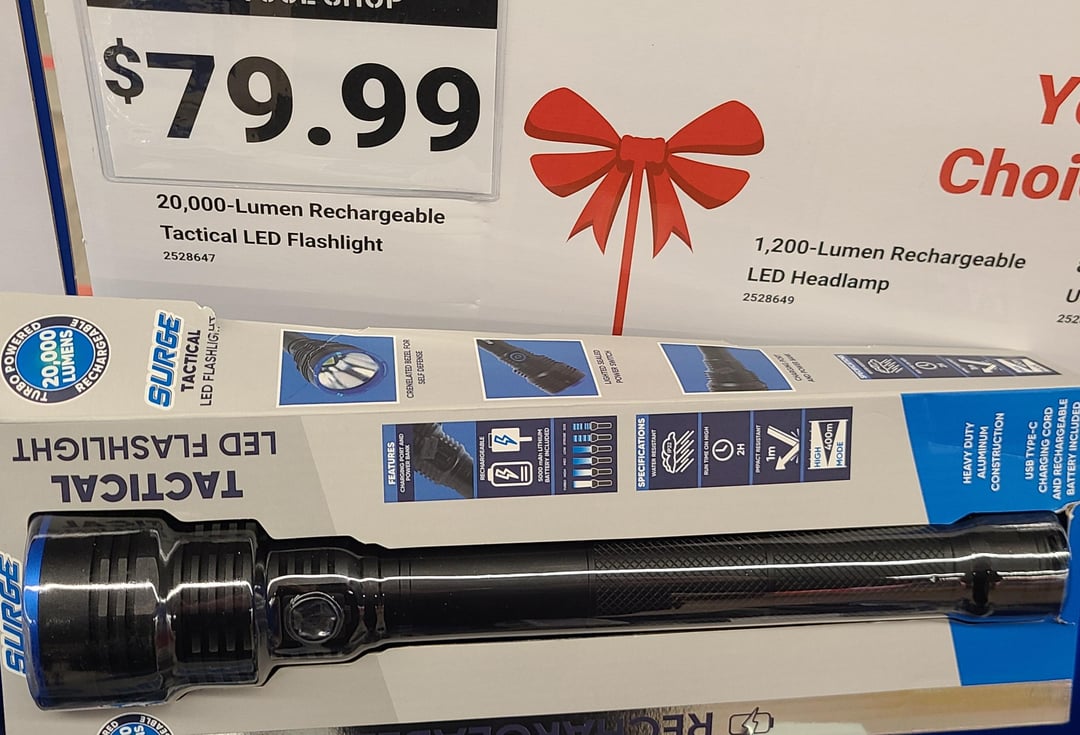 $79.99
20,000-Lumen Rechargeable
Tactical LED Flashlight
2528647
Choi
1,200-Lumen Rechargeable
LED Headlamp
2528649
TURBO POWERED
20,000
LUMENS
RECHARGEABLE
SURGE
TACTICAL
LED FLASHLIGHT
CRENELATED BEZEL FOR
SELF DEFENSE
LIGHTED SEALED
POWER SWITCH
TACTICAL
LED FLASHLIGHT
FEATURES
CHARGING PORT AND
POWER BANK
RECHARGEABLE
5000 mAh LITHIUM
BATTERY INCLUDED
SPECIFICATIONS
WATER RESISTANT
RUN TIME ON HIGH
2H
IMPACT RESISTANT
1m
HIGH
MODE
HEAVY DUTY
ALUMINUM
CONSTRUCTION
USB TYPE-C
CHARGING CORD
AND RECHARGEABLE
BATTERY INCLUDED
SURGE
RECHARGEABLE